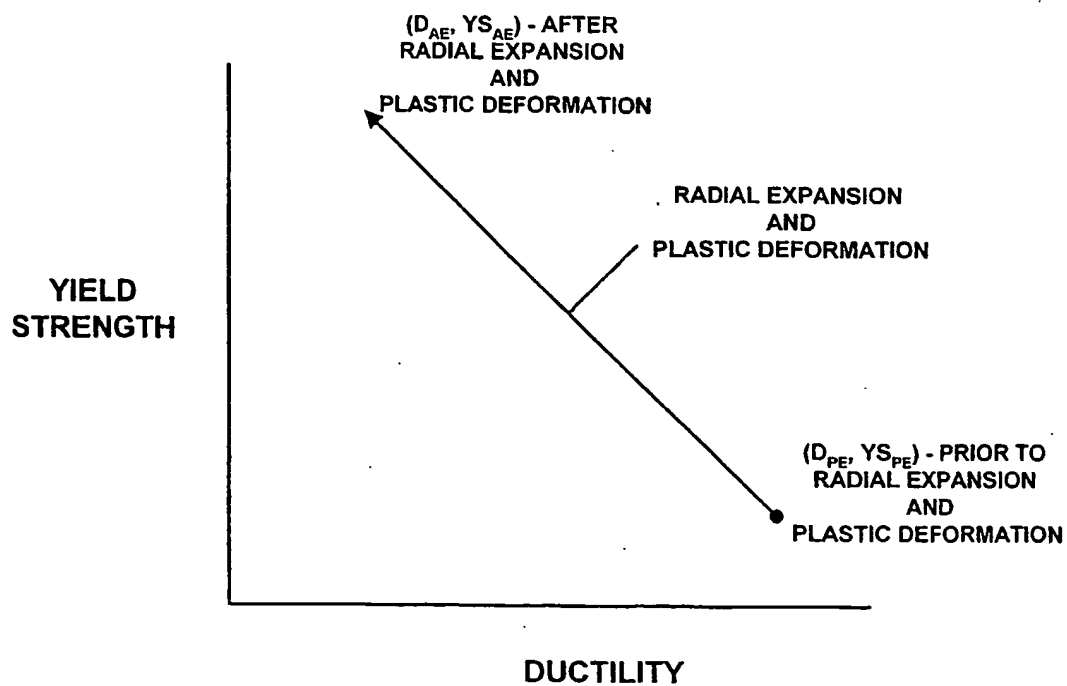 (D_AE, YS_AE) - AFTER
RADIAL EXPANSION
AND
PLASTIC DEFORMATION
RADIAL EXPANSION
AND
PLASTIC DEFORMATION
YIELD
STRENGTH
(D_PE, YS_PE) - PRIOR TO
RADIAL EXPANSION
AND
PLASTIC DEFORMATION
DUCTILITY